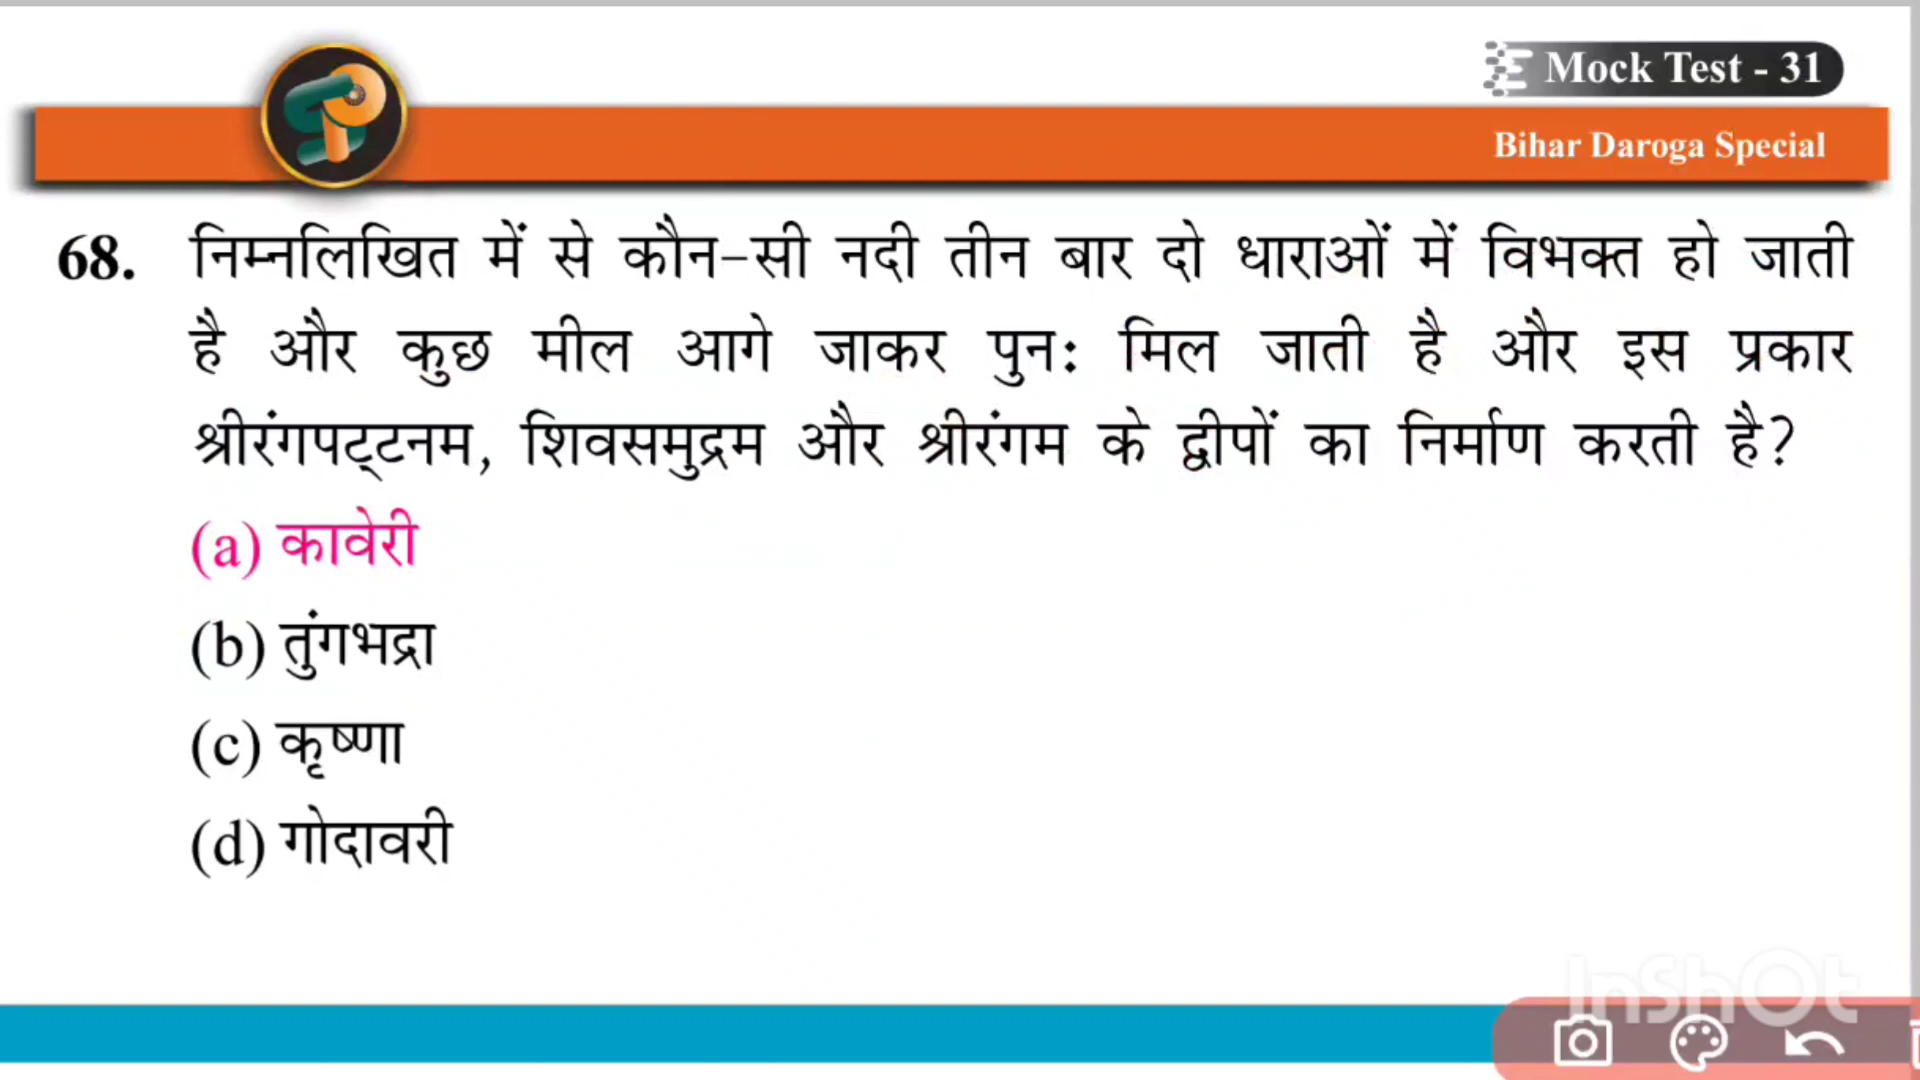 Mock Test - 31
Bihar Daroga Special
68. निम्नलिखित में से कौन-सी नदी तीन बार दो धाराओं में विभक्त हो जाती
है और कुछ मील आगे जाकर पुनः मिल जाती है और इस प्रकार
श्रीरंगपट्टनम, शिवसमुद्रम और श्रीरंगम के द्वीपों का निर्माण करती है?
(a) कावेरी
(b) तुंगभद्रा
(c) कृष्णा
(d) गोदावरी
InShOt